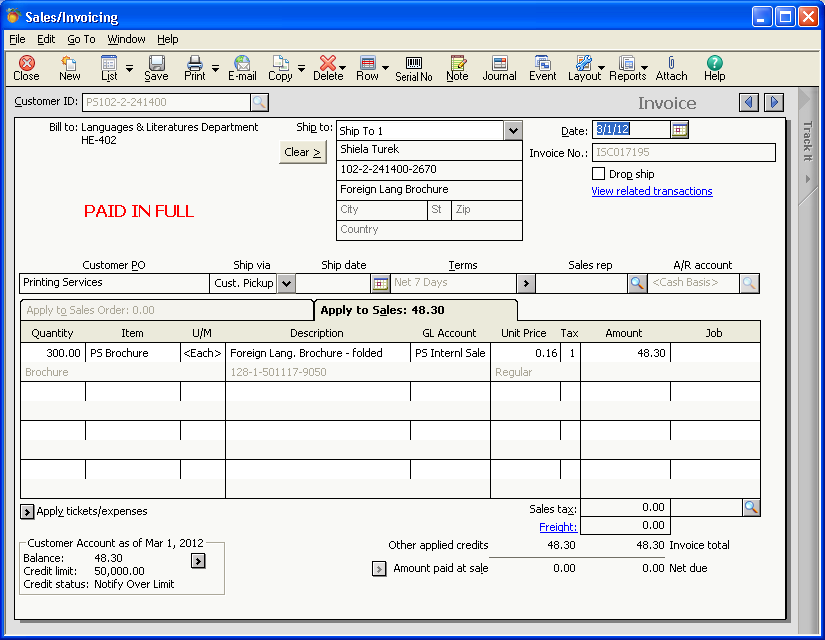 Sales/Invoicing
File Edit Go To Window Help
Close New List Save Print E-mail Copy Delete Row Serial No Note Journal Event Layout Reports Attach Help
Customer ID: PS102-2-241400 Invoice
Bill to: Languages & Literatures Department
HE-402
Ship to: Ship To 1
Clear >
Shiela Turek
102-2-241400-2670
Foreign Lang Brochure
City St Zip
Country
Date: 3/1/12
Invoice No.: ISC017195
Drop ship
View related transactions
Track It
PAID IN FULL
Customer PO Ship via Ship date Terms Sales rep A/R account
Printing Services Cust. Pickup Net 7 Days <Cash Basis>
Apply to Sales Order: 0.00 Apply to Sales: 48.30
Quantity Item U/M Description GL Account Unit Price Tax Amount Job
300.00 PS Brochure <Each> Foreign Lang. Brochure - folded PS Internl Sale 0.16 1 48.30
Brochure 128-1-501117-9050 Regular
Apply tickets/expenses
Sales tax: 0.00
Freight: 0.00
Customer Account as of Mar 1, 2012
Balance: 48.30
Credit limit: 50,000.00
Credit status: Notify Over Limit
Other applied credits 48.30 48.30 Invoice total
Amount paid at sale 0.00 0.00 Net due